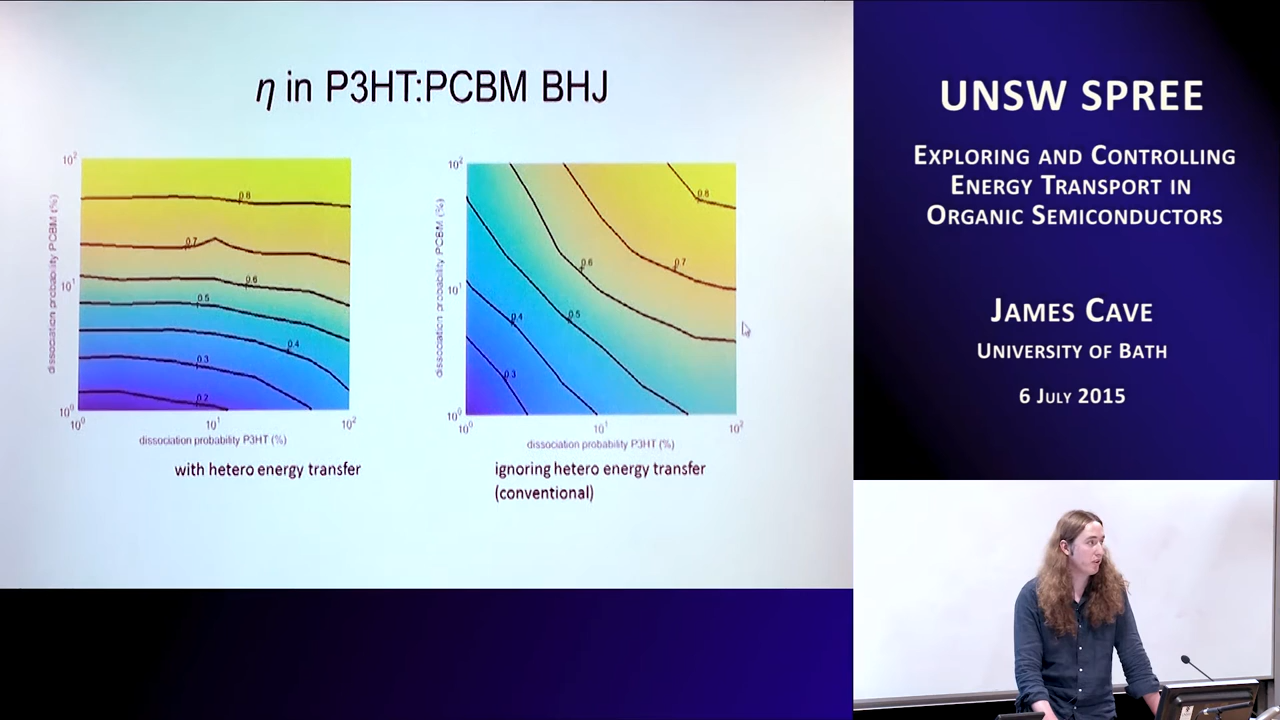 η in P3HT:PCBM BHJ
10²
10¹
10⁰
dissociation probability PCBM (%)
0.8
0.7
0.6
0.5
0.4
0.3
0.2
10⁰
10¹
10²
dissociation probability P3HT (%)
with hetero energy transfer
10²
10¹
10⁰
dissociation probability PCBM (%)
0.8
0.7
0.6
0.5
0.4
0.3
10⁰
10¹
10²
dissociation probability P3HT (%)
ignoring hetero energy transfer
(conventional)
UNSW SPREE
EXPLORING AND CONTROLLING
ENERGY TRANSPORT IN
ORGANIC SEMICONDUCTORS
JAMES CAVE
UNIVERSITY OF BATH
6 JULY 2015